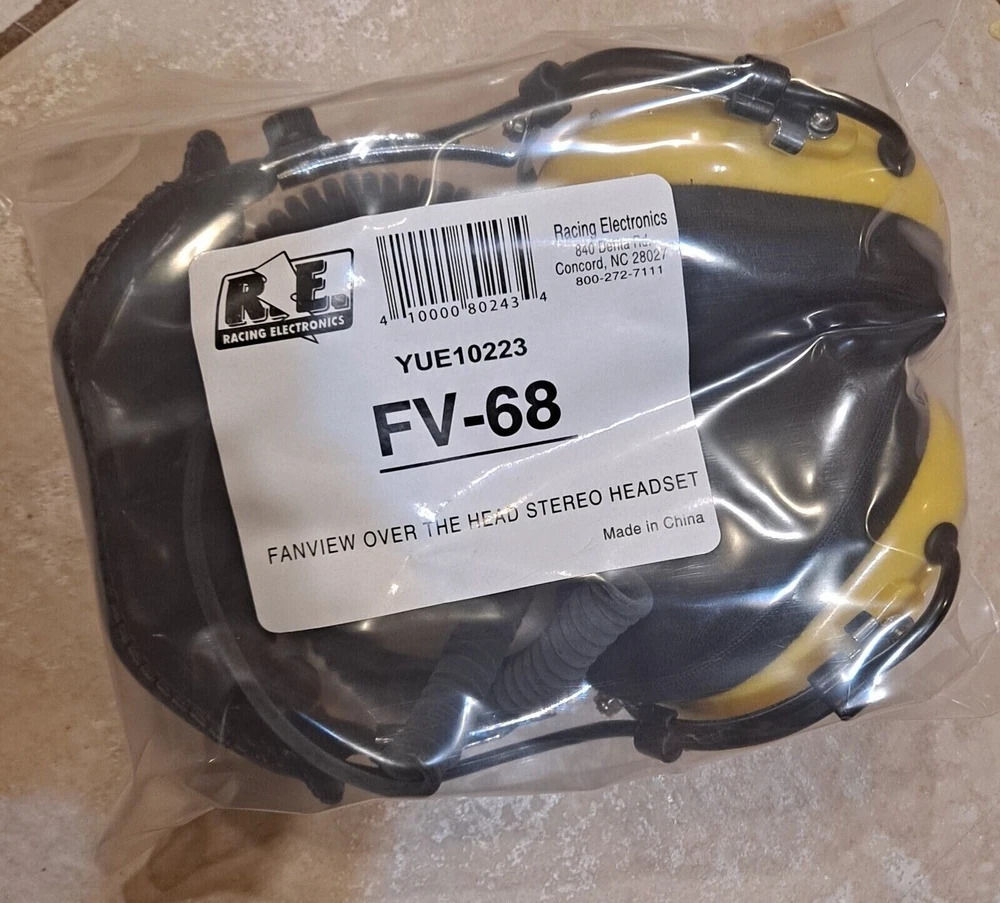 R.E.
RACING ELECTRONICS
4 10000 80243 4
Racing Electronics
840 Derita Rd.
Concord, NC 28027
800-272-7111
YUE10223
FV-68
FANVIEW OVER THE HEAD STEREO HEADSET
Made in China